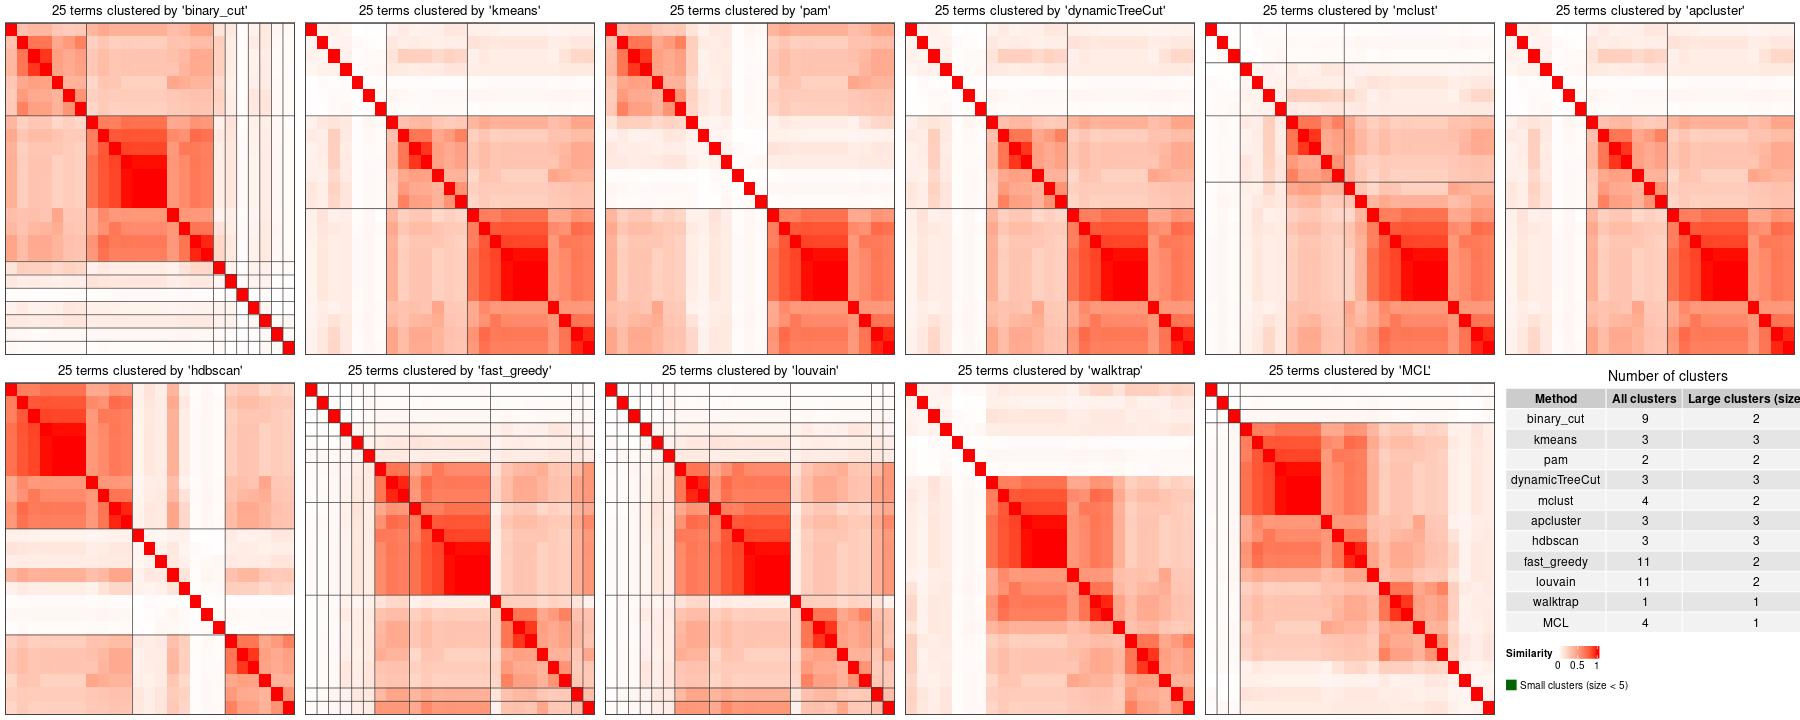 25 terms clustered by 'binary_cut'
25 terms clustered by 'kmeans'
25 terms clustered by 'pam'
25 terms clustered by 'dynamicTreeCut'
25 terms clustered by 'mclust'
25 terms clustered by 'apcluster'
25 terms clustered by 'hdbscan'
25 terms clustered by 'fast_greedy'
25 terms clustered by 'louvain'
25 terms clustered by 'walktrap'
25 terms clustered by 'MCL'
Number of clusters
Method All clusters Large clusters (size
binary_cut 9 2
kmeans 3 3
pam 2 2
dynamicTreeCut 3 3
mclust 4 2
apcluster 3 3
hdbscan 3 3
fast_greedy 11 2
louvain 11 2
walktrap 1 1
MCL 4 1
Similarity
0 0.5 1
Small clusters (size < 5)